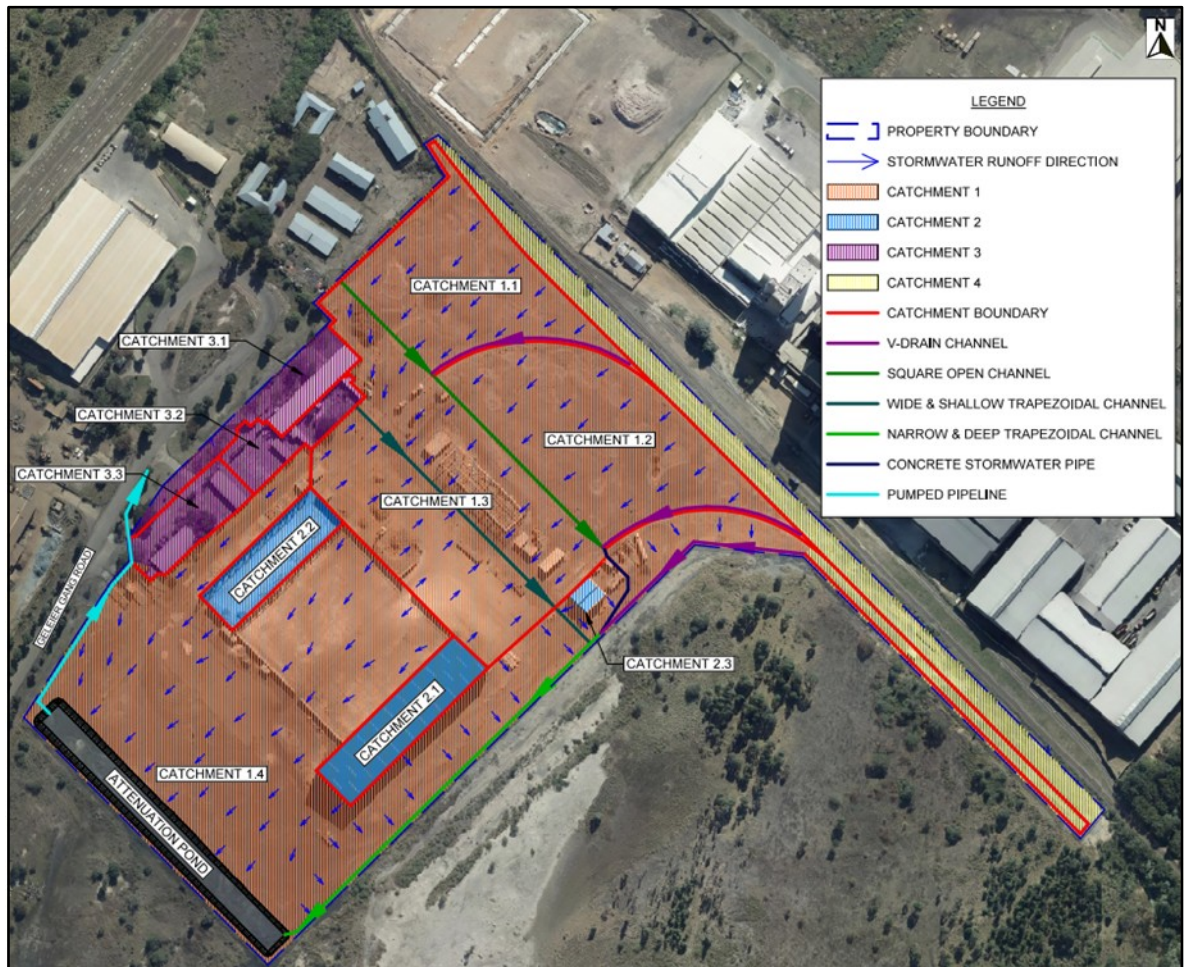 N
LEGEND
PROPERTY BOUNDARY
STORMWATER RUNOFF DIRECTION
CATCHMENT 1
CATCHMENT 2
CATCHMENT 3
CATCHMENT 4
CATCHMENT BOUNDARY
V-DRAIN CHANNEL
SQUARE OPEN CHANNEL
WIDE & SHALLOW TRAPEZOIDAL CHANNEL
NARROW & DEEP TRAPEZOIDAL CHANNEL
CONCRETE STORMWATER PIPE
PUMPED PIPELINE
CATCHMENT 1.1
CATCHMENT 3.1
CATCHMENT 3.2
CATCHMENT 1.2
CATCHMENT 3.3
CATCHMENT 1.3
CATCHMENT 2.2
GELEIER GANG ROAD
CATCHMENT 2.3
CATCHMENT 2.1
CATCHMENT 1.4
ATTENUATION POND